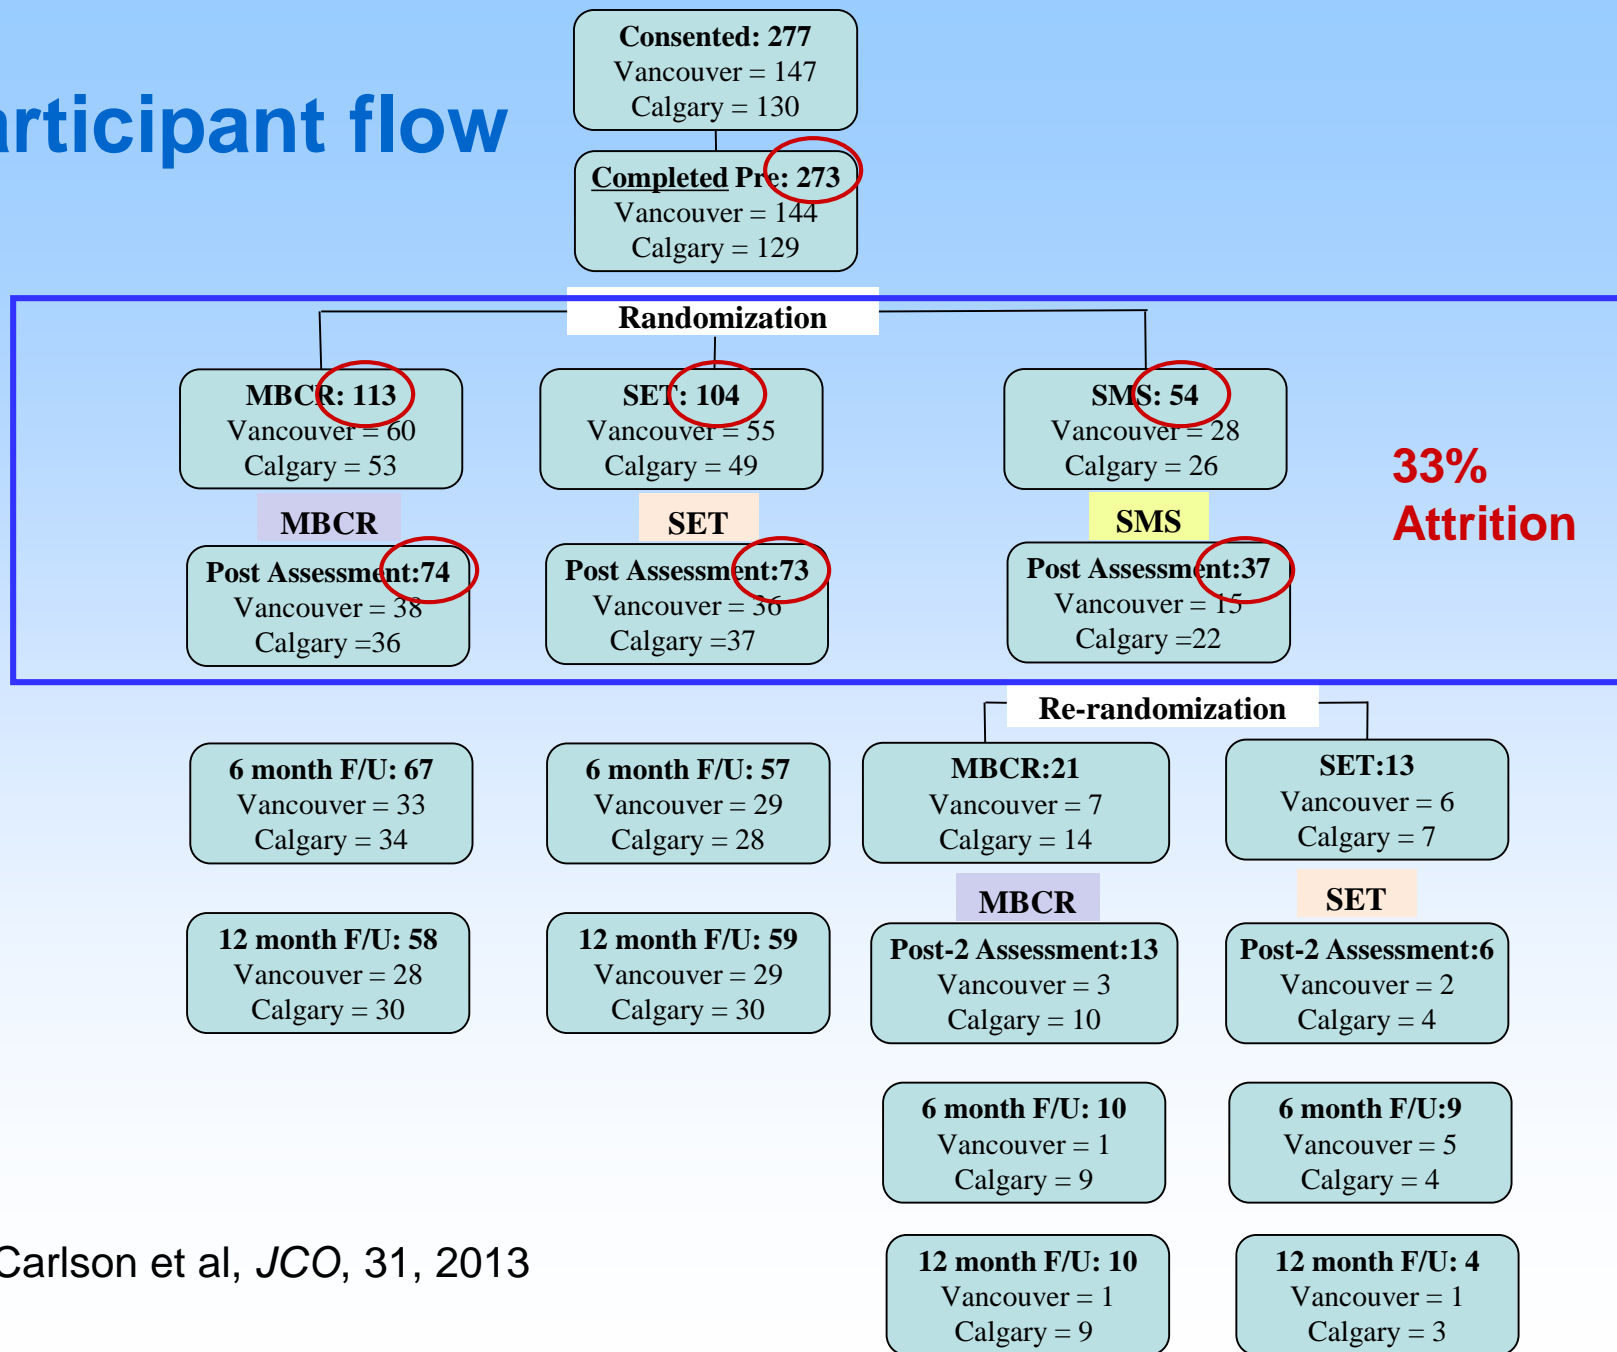 articipant flow
Consented: 277
Vancouver = 147
Calgary = 130
Completed Pre: 273
Vancouver = 144
Calgary = 129
Randomization
MBCR: 113
Vancouver = 60
Calgary = 53
SET: 104
Vancouver = 55
Calgary = 49
SMS: 54
Vancouver = 28
Calgary = 26
33%
Attrition
MBCR
SET
SMS
Post Assessment:74
Vancouver = 38
Calgary =36
Post Assessment:73
Vancouver = 36
Calgary =37
Post Assessment:37
Vancouver = 15
Calgary =22
Re-randomization
6 month F/U: 67
Vancouver = 33
Calgary = 34
6 month F/U: 57
Vancouver = 29
Calgary = 28
MBCR:21
Vancouver = 7
Calgary = 14
SET:13
Vancouver = 6
Calgary = 7
MBCR
SET
12 month F/U: 58
Vancouver = 28
Calgary = 30
12 month F/U: 59
Vancouver = 29
Calgary = 30
Post-2 Assessment:13
Vancouver = 3
Calgary = 10
Post-2 Assessment:6
Vancouver = 2
Calgary = 4
6 month F/U: 10
Vancouver = 1
Calgary = 9
6 month F/U:9
Vancouver = 5
Calgary = 4
12 month F/U: 10
Vancouver = 1
Calgary = 9
12 month F/U: 4
Vancouver = 1
Calgary = 3
Carlson et al, JCO, 31, 2013